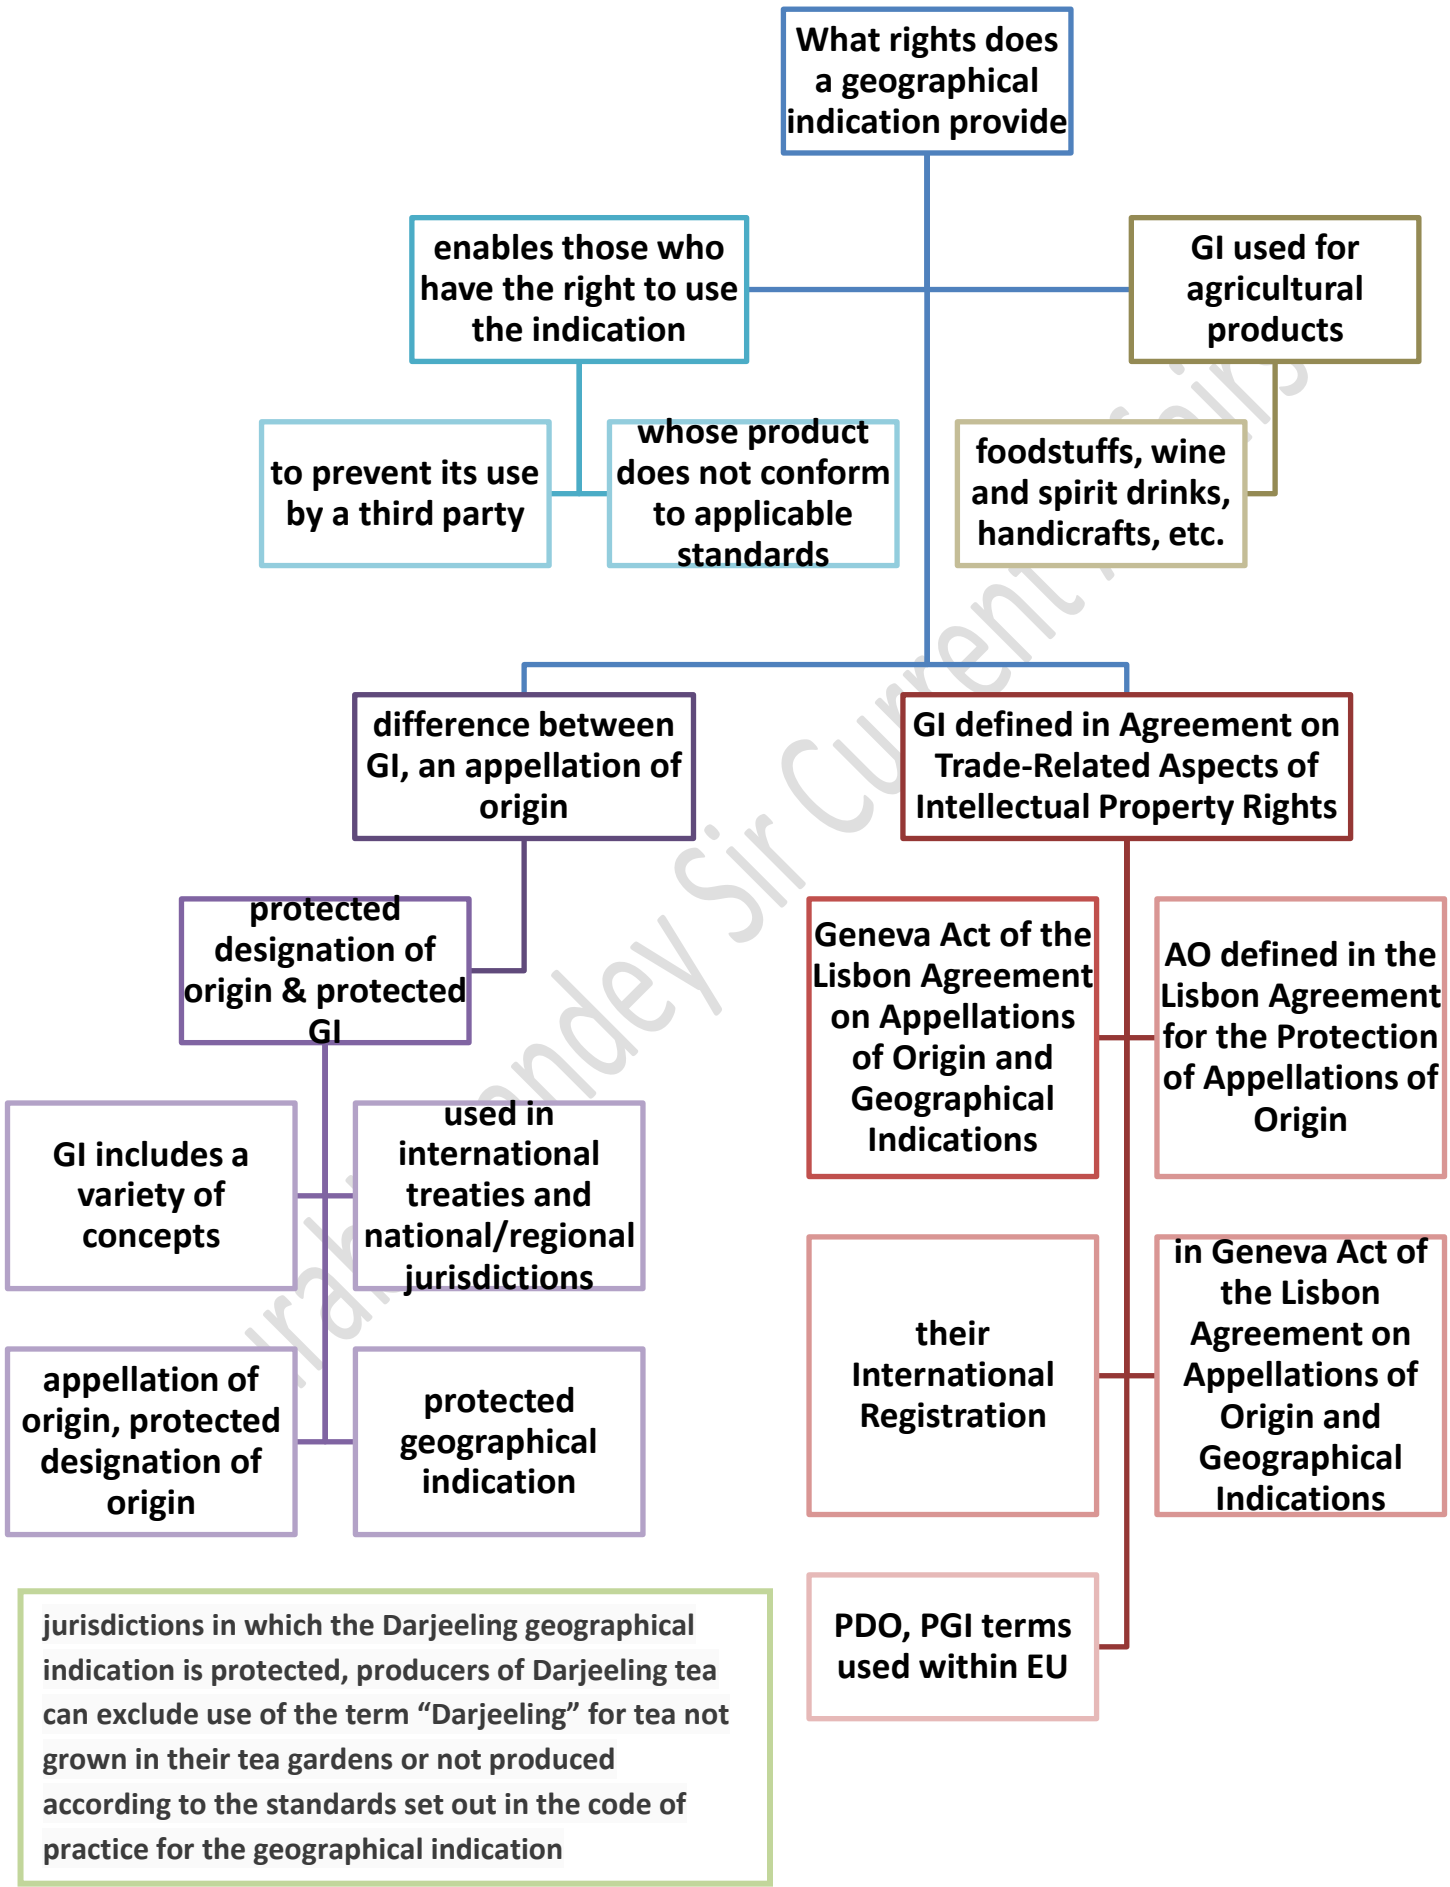 What rights does
a geographical
indication provide
enables those who
have the right to use
the indication
GI used for
agricultural
products
to prevent its use
by a third party
whose product
does not conform
to applicable
standards
foodstuffs, wine
and spirit drinks,
handicrafts, etc.
difference between
GI, an appellation of
origin
GI defined in Agreement on
Trade-Related Aspects of
Intellectual Property Rights
protected
designation of
origin & protected
GI
Geneva Act of the
Lisbon Agreement
on Appellations
of Origin and
Geographical
Indications
AO defined in the
Lisbon Agreement
for the Protection
of Appellations of
Origin
GI includes a
variety of
concepts
used in
international
treaties and
national/regional
jurisdictions
their
International
Registration
in Geneva Act of
the Lisbon
Agreement on
Appellations of
Origin and
Geographical
Indications
appellation of
origin, protected
designation of
origin
protected
geographical
indication
PDO, PGI terms
used within EU
jurisdictions in which the Darjeeling geographical
indication is protected, producers of Darjeeling tea
can exclude use of the term “Darjeeling” for tea not
grown in their tea gardens or not produced
according to the standards set out in the code of
practice for the geographical indication
Sir Current